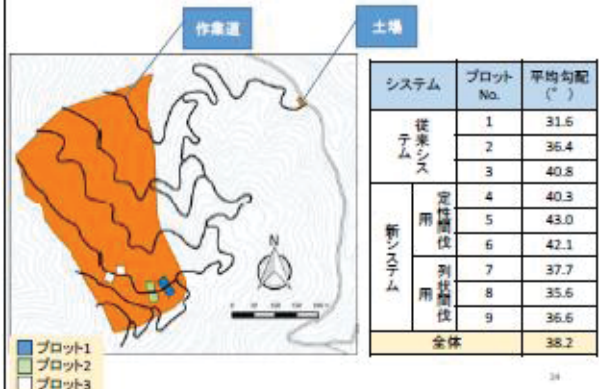 作業道
土場
N
プロット1
プロット2
プロット3
システム プロットNo. 平均勾配(°)
従来システム 1 31.6
2 36.4
3 40.8
新システム 定性間伐用 4 40.3
5 43.0
6 42.1
列状間伐用 7 37.7
8 35.6
9 36.6
全体 38.2